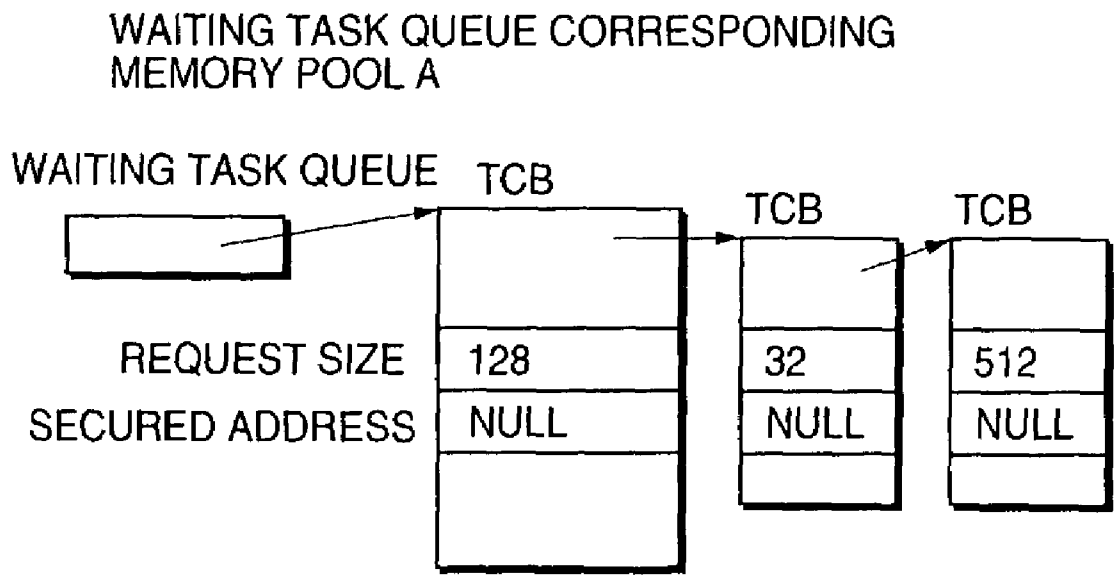 WAITING TASK QUEUE CORRESPONDING
MEMORY POOL A
WAITING TASK QUEUE
TCB
TCB
TCB
REQUEST SIZE
128
32
512
SECURED ADDRESS
NULL
NULL
NULL